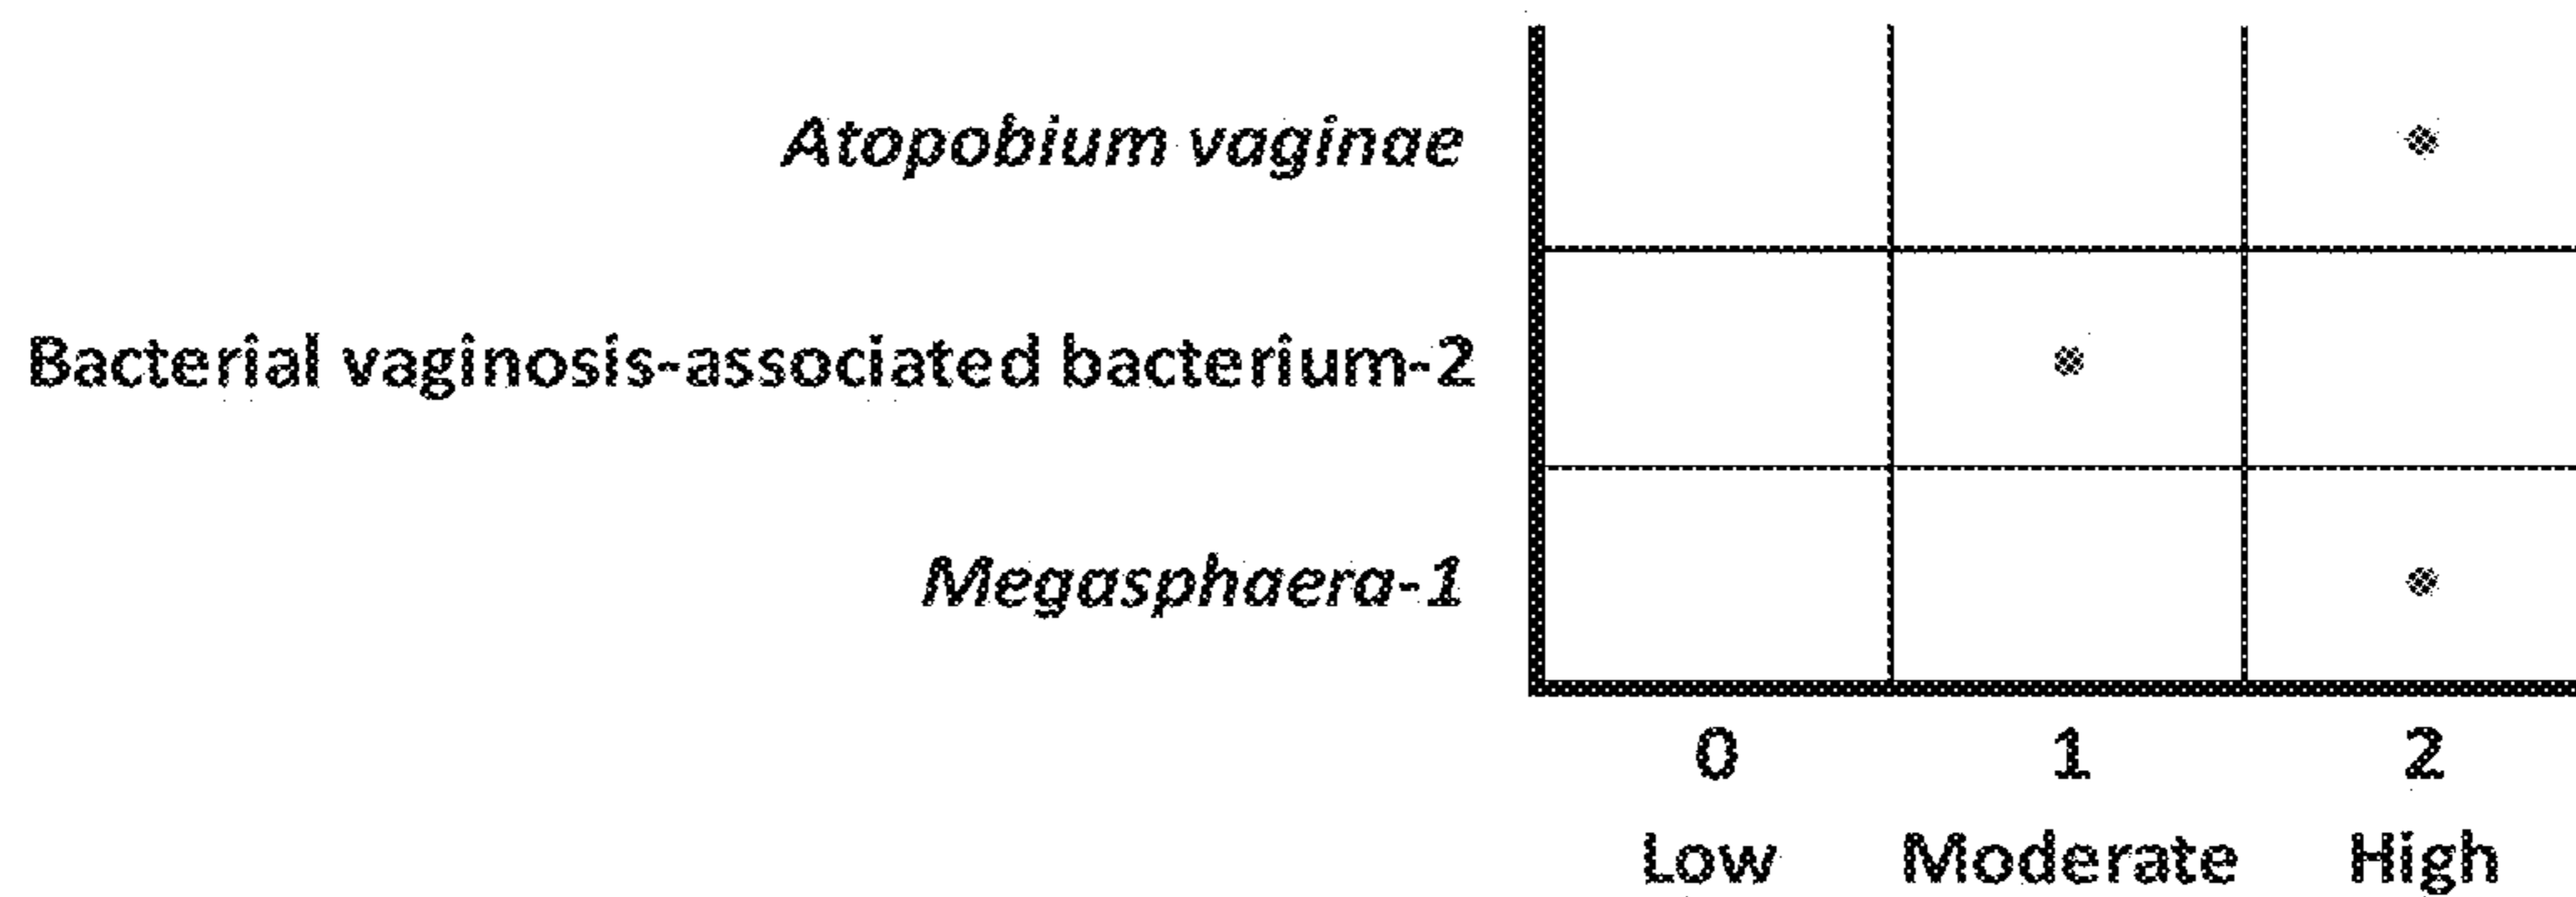 Atopobium vaginae
Bacterial vaginosis-associated bacterium-2
Megasphaera-1
0 1 2
Low Moderate High